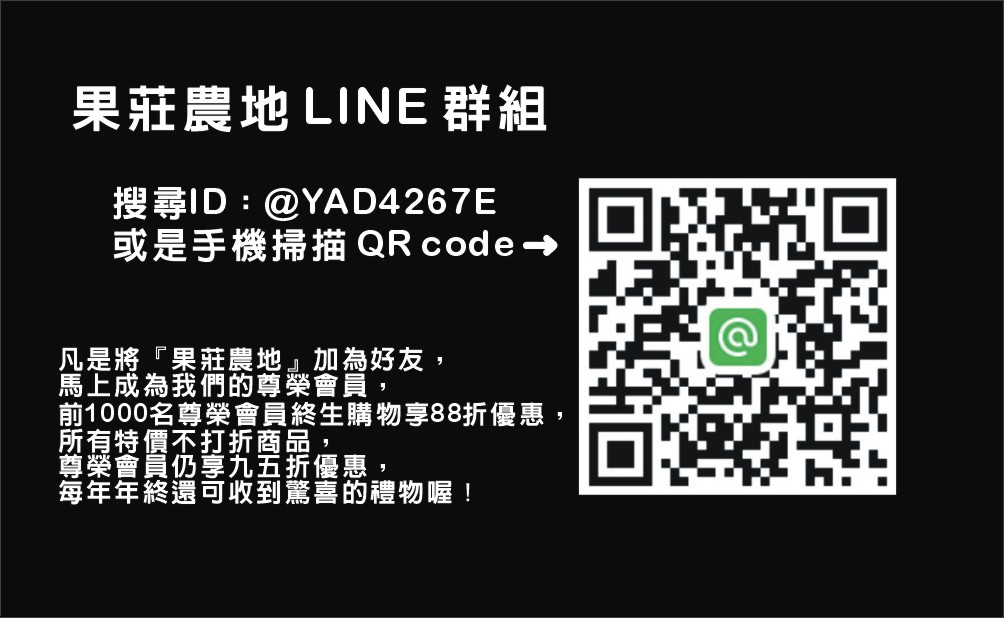 果莊農地 LINE 群組
搜尋ID：@YAD4267E
或是手機掃描 QR code→
凡是將『果莊農地』加為好友，
馬上成為我們的尊榮會員，
前1000名尊榮會員終生購物享88折優惠，
所有特價不打折商品，
尊榮會員仍享九五折優惠，
每年年終還可收到驚喜的禮物喔！